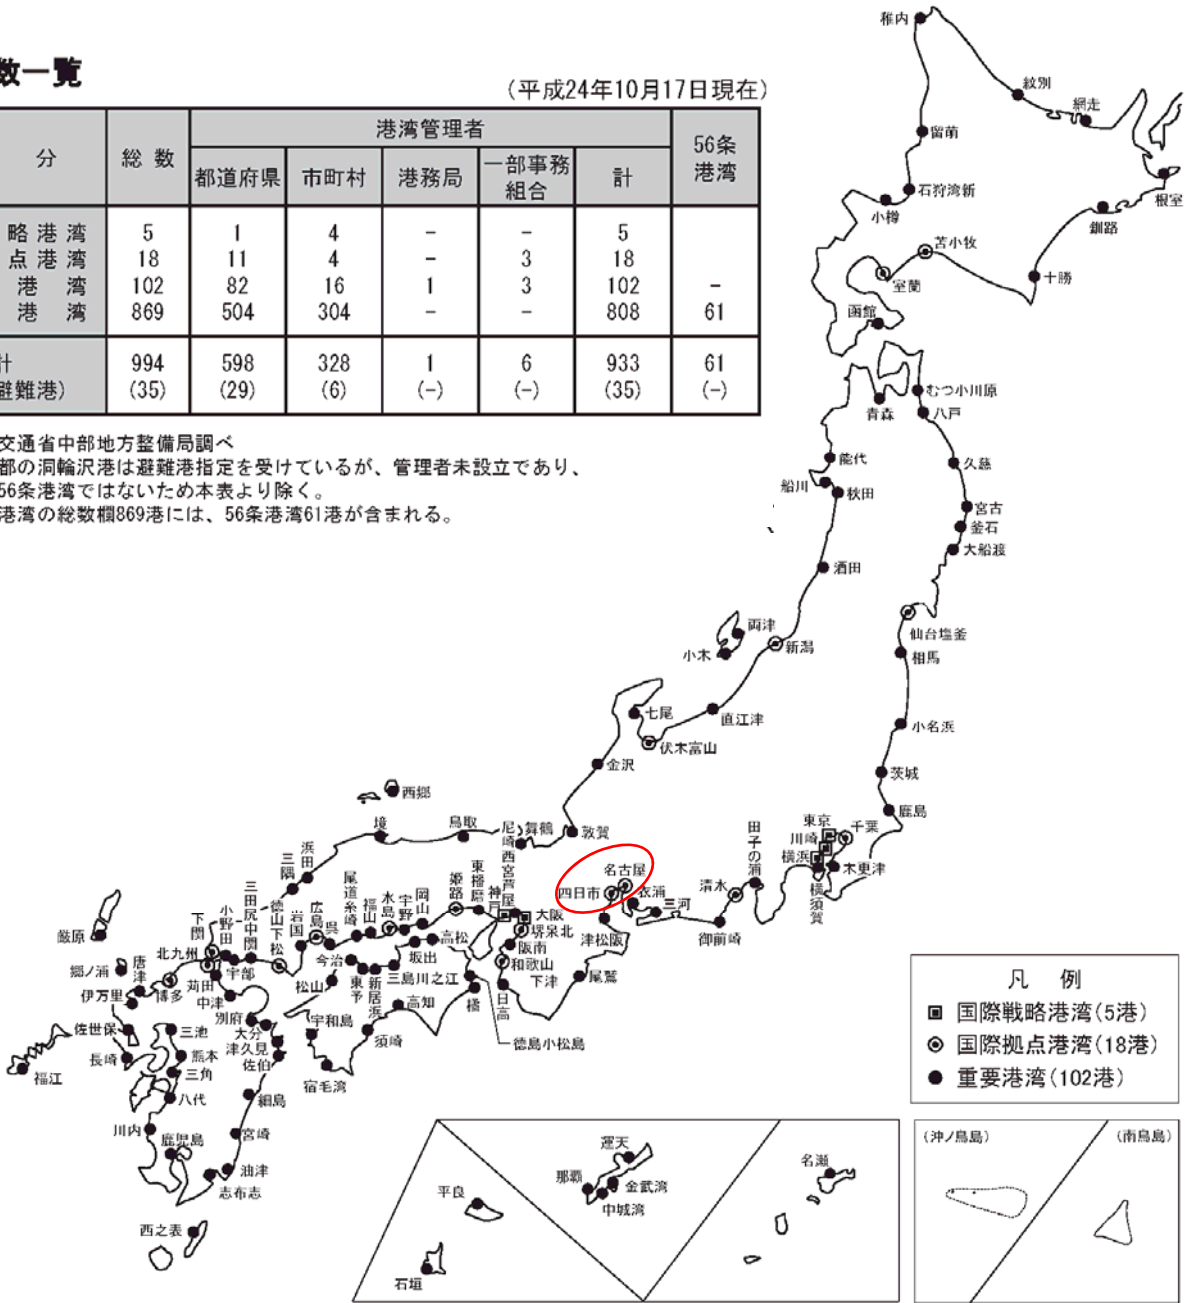 数一覧
(平成24年10月17日現在)
分 総数 港湾管理者 56条港湾
都道府県 市町村 港務局 一部事務組合 計
略港湾 5 1 4 － － 5
点港湾 18 11 4 － 3 18
港湾 102 82 16 1 3 102 －
港湾 869 504 304 － － 808 61
計 994 598 328 1 6 933 61
避難港) (35) (29) (6) (－) (－) (35) (－)
交通省中部地方整備局調べ
都の洞輪沢港は避難港指定を受けているが、管理者未設立であり、
56条港湾ではないため本表より除く。
港湾の総数欄869港には、56条港湾61港が含まれる。
稚内
紋別
網走
留萌
石狩湾新
小樽
根室
釧路
苫小牧
室蘭
十勝
函館
むつ小川原
青森
八戸
能代
久慈
船川
秋田
宮古
釜石
大船渡
酒田
仙台塩釜
両津
小木
新潟
相馬
七尾
直江津
小名浜
伏木富山
金沢
茨城
西郷
鹿島
境
鳥取
舞鶴
敦賀
東京
千葉
川崎
横浜
木更津
横須賀
田子の浦
清水
御前崎
名古屋
四日市
衣浦
三河
津松阪
尾鷲
尼崎西宮芦屋
神戸
大阪
堺泉北
阪南
和歌山
下津
日高
東播磨
姫路
岡山
宇野
水島
福山
尾道糸崎
呉
広島
岩国
徳山下松
三田尻中関
宇部
小野田
下関
浜田
三隅
高松
坂出
三島川之江
新居浜
東予
今治
松山
高知
橘
徳島小松島
須崎
宇和島
宿毛湾
北九州
苅田
中津
別府
大分
津久見
佐伯
細島
宮崎
油津
志布志
鹿児島
川内
八代
三角
熊本
三池
長崎
佐世保
伊万里
唐津
博多
郷ノ浦
厳原
福江
西之表
凡例
国際戦略港湾(5港)
国際拠点港湾(18港)
重要港湾(102港)
平良
石垣
運天
那覇
金武湾
中城湾
名瀬
(沖ノ鳥島)
(南鳥島)